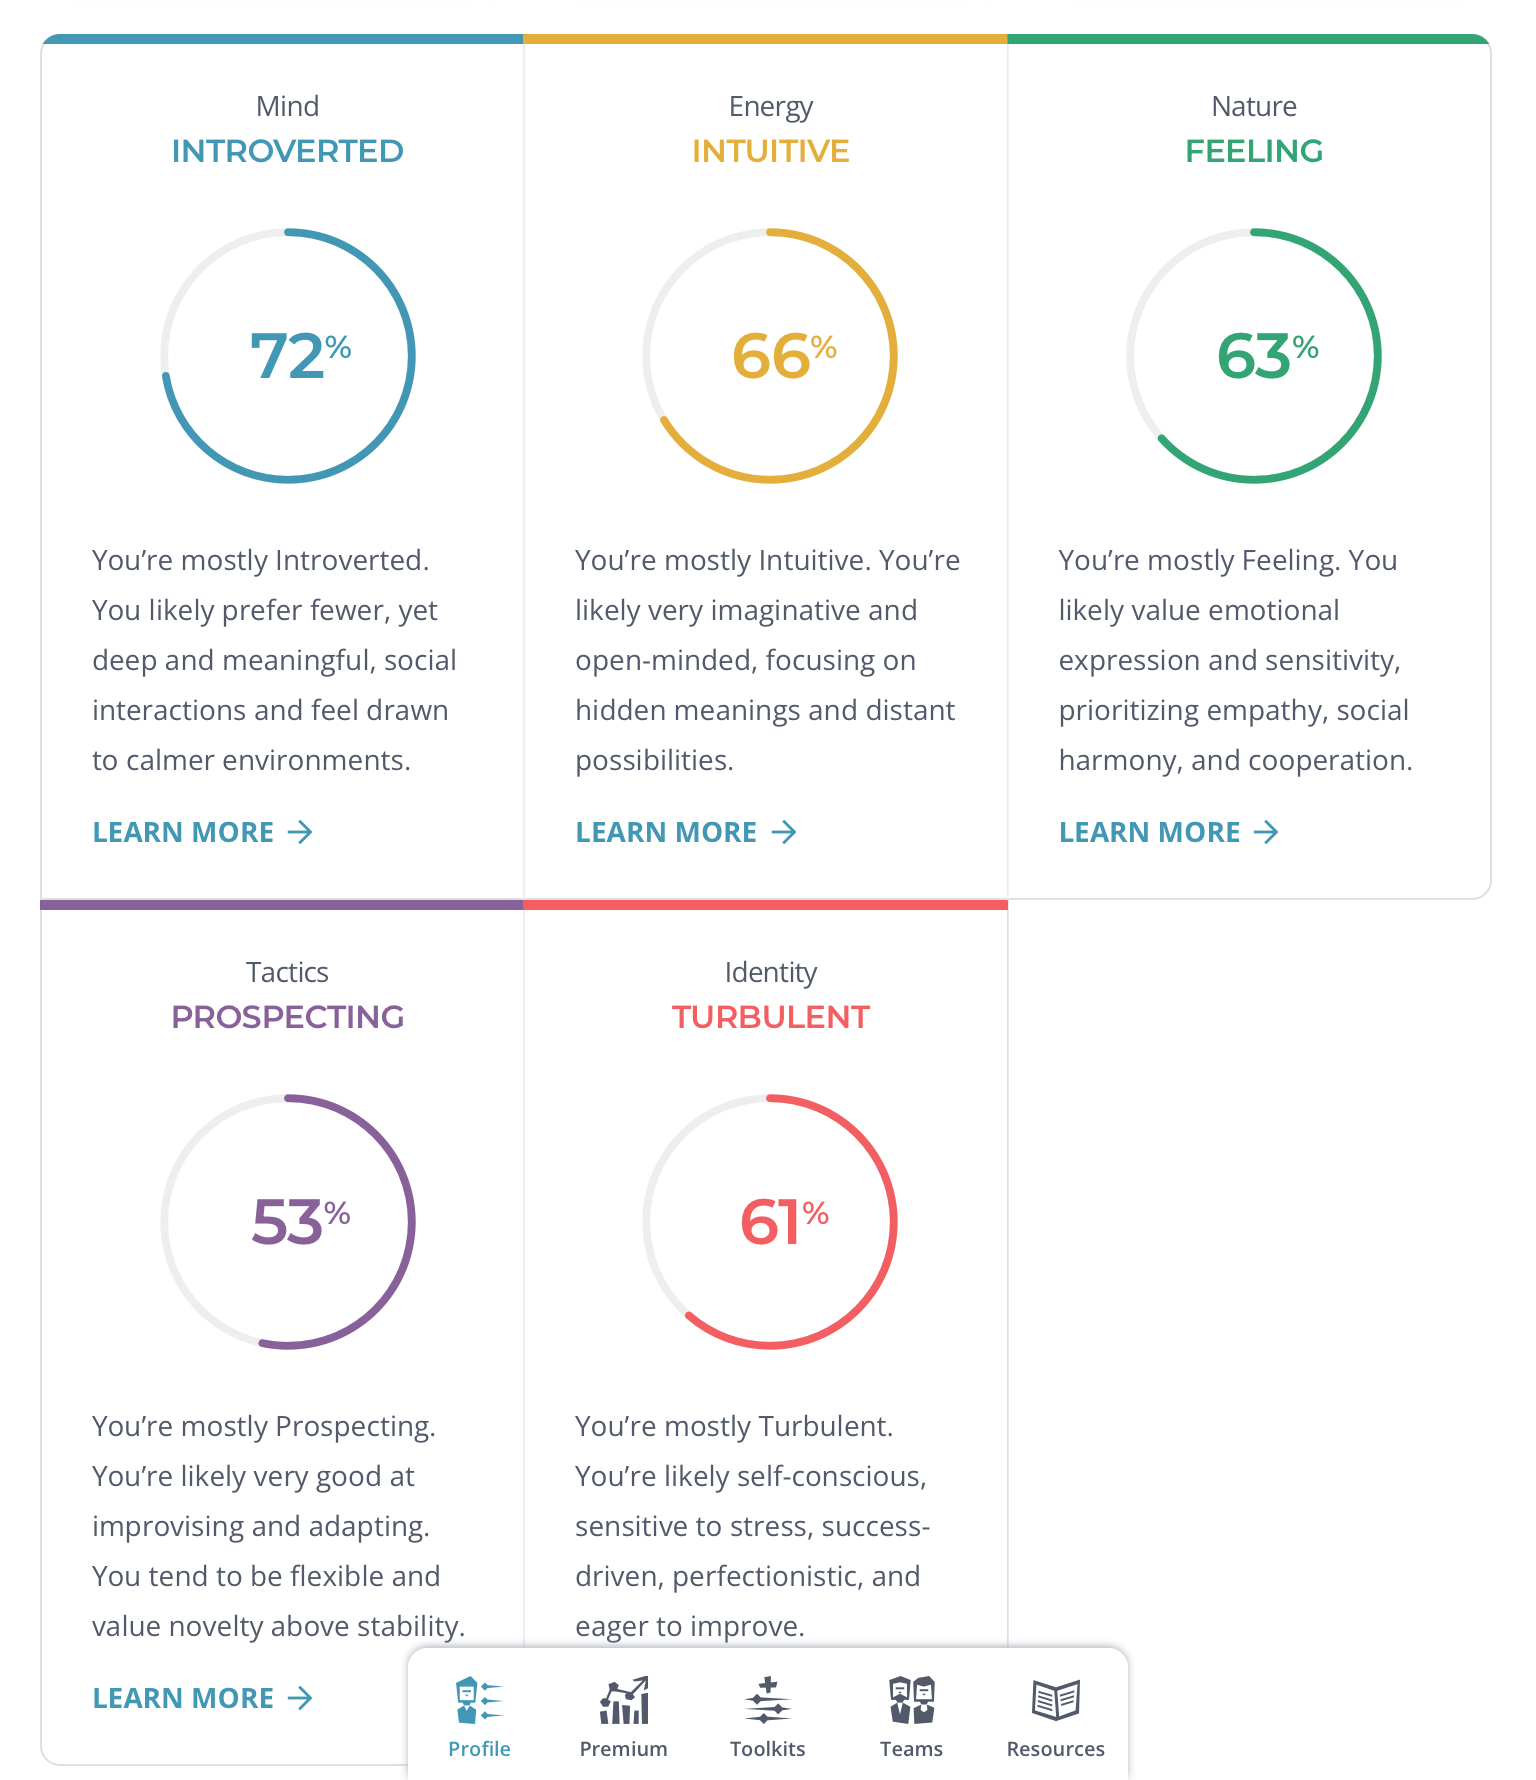 Mind
INTROVERTED
72%
You’re mostly Introverted.
You likely prefer fewer, yet
deep and meaningful, social
interactions and feel drawn
to calmer environments.
LEARN MORE →
Energy
INTUITIVE
66%
You’re mostly Intuitive. You’re
likely very imaginative and
open-minded, focusing on
hidden meanings and distant
possibilities.
LEARN MORE →
Nature
FEELING
63%
You’re mostly Feeling. You
likely value emotional
expression and sensitivity,
prioritizing empathy, social
harmony, and cooperation.
LEARN MORE →
Tactics
PROSPECTING
53%
You’re mostly Prospecting.
You’re likely very good at
improvising and adapting.
You tend to be flexible and
value novelty above stability.
LEARN MORE →
Identity
TURBULENT
61%
You’re mostly Turbulent.
You’re likely self-conscious,
sensitive to stress, success-
driven, perfectionistic, and
eager to improve.
Profile
Premium
Toolkits
Teams
Resources